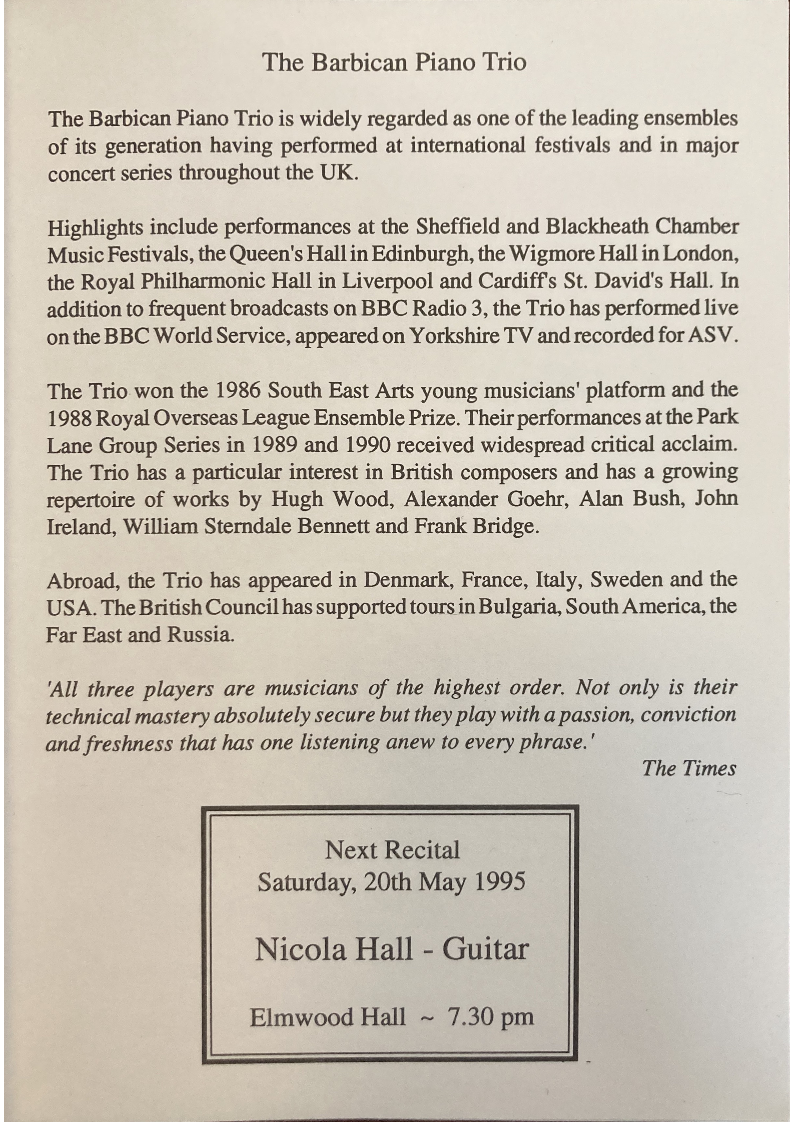 The Barbican Piano Trio
The Barbican Piano Trio is widely regarded as one of the leading ensembles
of its generation having performed at international festivals and in major
concert series throughout the UK.
Highlights include performances at the Sheffield and Blackheath Chamber
Music Festivals, the Queen's Hall in Edinburgh, the Wigmore Hall in London,
the Royal Philharmonic Hall in Liverpool and Cardiff's St. David's Hall. In
addition to frequent broadcasts on BBC Radio 3, the Trio has performed live
on the BBC World Service, appeared on Yorkshire TV and recorded for ASV.
The Trio won the 1986 South East Arts young musicians' platform and the
1988 Royal Overseas League Ensemble Prize. Their performances at the Park
Lane Group Series in 1989 and 1990 received widespread critical acclaim.
The Trio has a particular interest in British composers and has a growing
repertoire of works by Hugh Wood, Alexander Goehr, Alan Bush, John
Ireland, William Sterndale Bennett and Frank Bridge.
Abroad, the Trio has appeared in Denmark, France, Italy, Sweden and the
USA. The British Council has supported tours in Bulgaria, South America, the
Far East and Russia.
'All three players are musicians of the highest order. Not only is their
technical mastery absolutely secure but they play with a passion, conviction
and freshness that has one listening anew to every phrase.'
The Times
Next Recital
Saturday, 20th May 1995
Nicola Hall - Guitar
Elmwood Hall ~ 7.30 pm